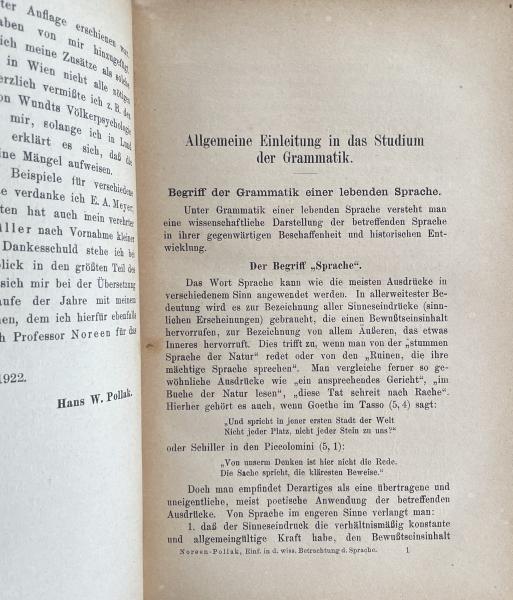 ter Auflage erschienen war,
aben von mir hinzugefügt.
ich meine Zusätze als solche
in Wien nicht alle nötigen
erzlich vermißte ich z. B. den
on Wundts Völkerpsychologie
mir, solange ich in Lund
erklärt es sich, daß die
ine Mängel aufweisen.
Beispiele für verschiedene
e verdanke ich E. A. Meyer,
ten hat auch mein verehrter
üller nach Vornahme kleiner
Dankesschuld stehe ich bei
lick in den größten Teil des
sich mir bei der Übersetzung
aufe der Jahre mit meinem
en, dem ich hierfür ebenfalls
h Professor Noreen für das
1922.
Hans W. Pollak.
Allgemeine Einleitung in das Studium
der Grammatik.
Begriff der Grammatik einer lebenden Sprache.
Unter Grammatik einer lebenden Sprache versteht man
eine wissenschaftliche Darstellung der betreffenden Sprache
in ihrer gegenwärtigen Beschaffenheit und historischen Ent-
wicklung.
Der Begriff „Sprache“.
Das Wort Sprache kann wie die meisten Ausdrücke in
verschiedenem Sinn angewendet werden. In allerweitester Be-
deutung wird es zur Bezeichnung aller Sinneseindrücke (sinn-
lichen Erscheinungen) gebraucht, die einen Bewußtseinsinhalt
hervorrufen, zur Bezeichnung von allem Äußeren, das etwas
Inneres hervorruft. Dies trifft zu, wenn man von der „stummen
Sprache der Natur“ redet oder von den „Ruinen, die ihre
mächtige Sprache sprechen“. Man vergleiche ferner so ge-
wöhnliche Ausdrücke wie „ein ansprechendes Gericht“, „im
Buche der Natur lesen“, „diese Tat schreit nach Rache“.
Hierher gehört es auch, wenn Goethe im Tasso (5, 4) sagt:
„Und spricht in jener ersten Stadt der Welt
Nicht jeder Platz, nicht jeder Stein zu uns?“
oder Schiller in den Piccolomini (5, 1):
„Von unserm Denken ist hier nicht die Rede.
Die Sache spricht, die kläresten Beweise.“
Doch man empfindet Derartiges als eine übertragene und
uneigentliche, meist poetische Anwendung der betreffenden
Ausdrücke. Von Sprache im engeren Sinne verlangt man:
1. daß der Sinneseindruck die verhältnismäßig konstante
und allgemeingültige Kraft habe, den Bewußtseinsinhalt
Noreen-Pollak, Einf. in d. wiss. Betrachtung d. Sprache. 1